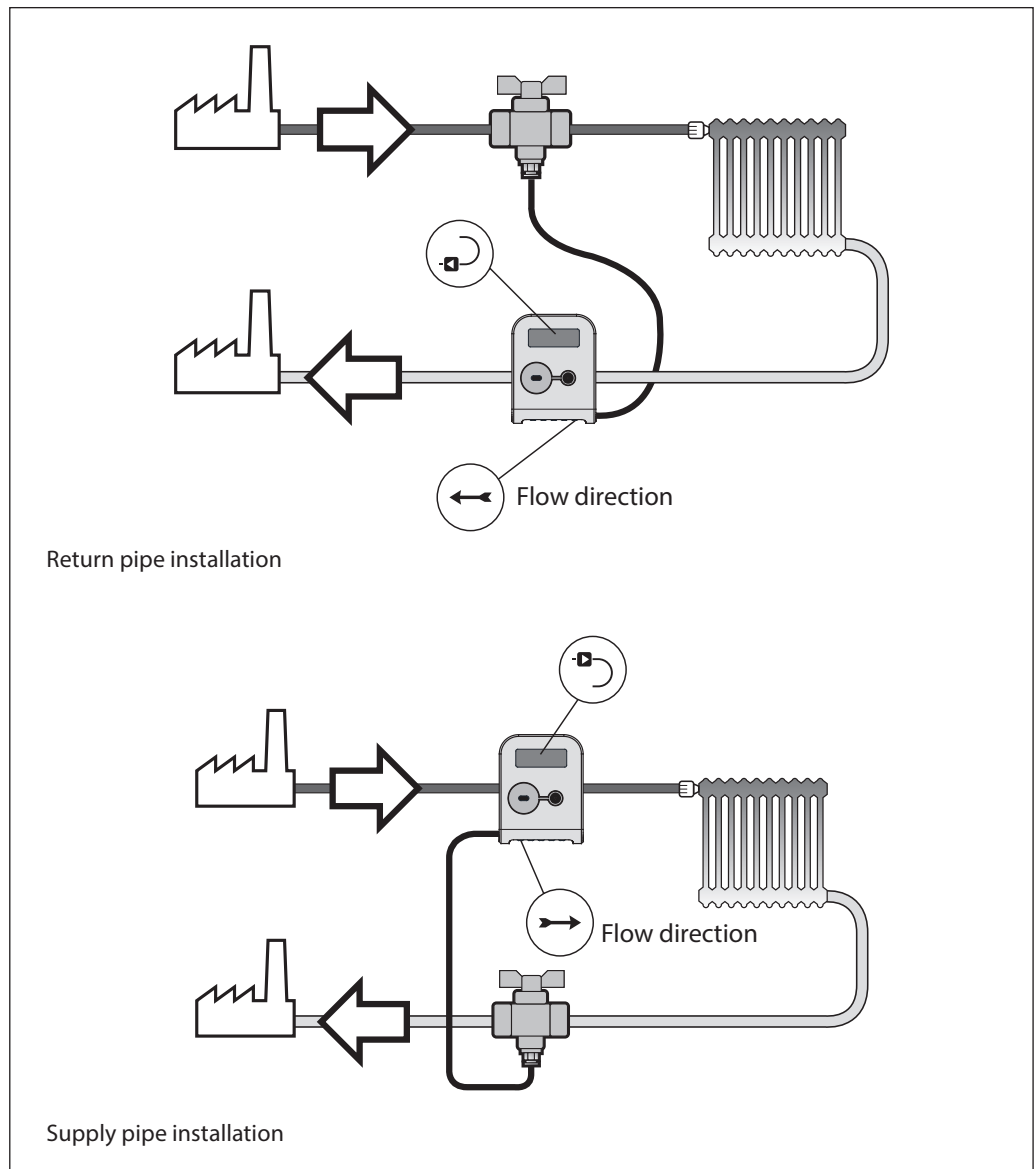 Flow direction
Return pipe installation
Flow direction
Supply pipe installation